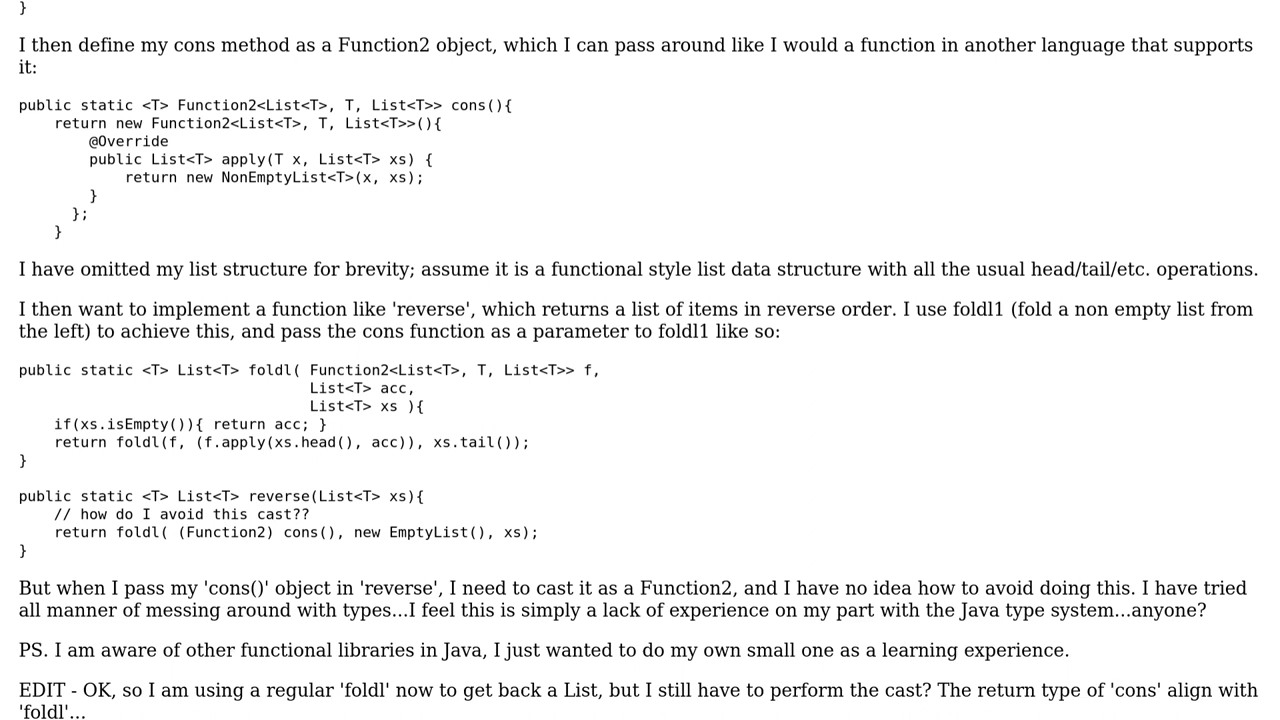 }
I then define my cons method as a Function2 object, which I can pass around like I would a function in another language that supports
it:
public static <T> Function2<List<T>, T, List<T>> cons(){
    return new Function2<List<T>, T, List<T>>(){
        @Override
        public List<T> apply(T x, List<T> xs) {
            return new NonEmptyList<T>(x, xs);
        }
      };
    }
I have omitted my list structure for brevity; assume it is a functional style list data structure with all the usual head/tail/etc. operations.
I then want to implement a function like 'reverse', which returns a list of items in reverse order. I use foldl1 (fold a non empty list from
the left) to achieve this, and pass the cons function as a parameter to foldl1 like so:
public static <T> List<T> foldl( Function2<List<T>, T, List<T>> f,
                                 List<T> acc,
                                 List<T> xs ){
    if(xs.isEmpty()){ return acc; }
    return foldl(f, (f.apply(xs.head(), acc)), xs.tail());
}
public static <T> List<T> reverse(List<T> xs){
    // how do I avoid this cast??
    return foldl( (Function2) cons(), new EmptyList(), xs);
}
But when I pass my 'cons()' object in 'reverse', I need to cast it as a Function2, and I have no idea how to avoid doing this. I have tried
all manner of messing around with types...I feel this is simply a lack of experience on my part with the Java type system...anyone?
PS. I am aware of other functional libraries in Java, I just wanted to do my own small one as a learning experience.
EDIT - OK, so I am using a regular 'foldl' now to get back a List, but I still have to perform the cast? The return type of 'cons' align with
'foldl'...